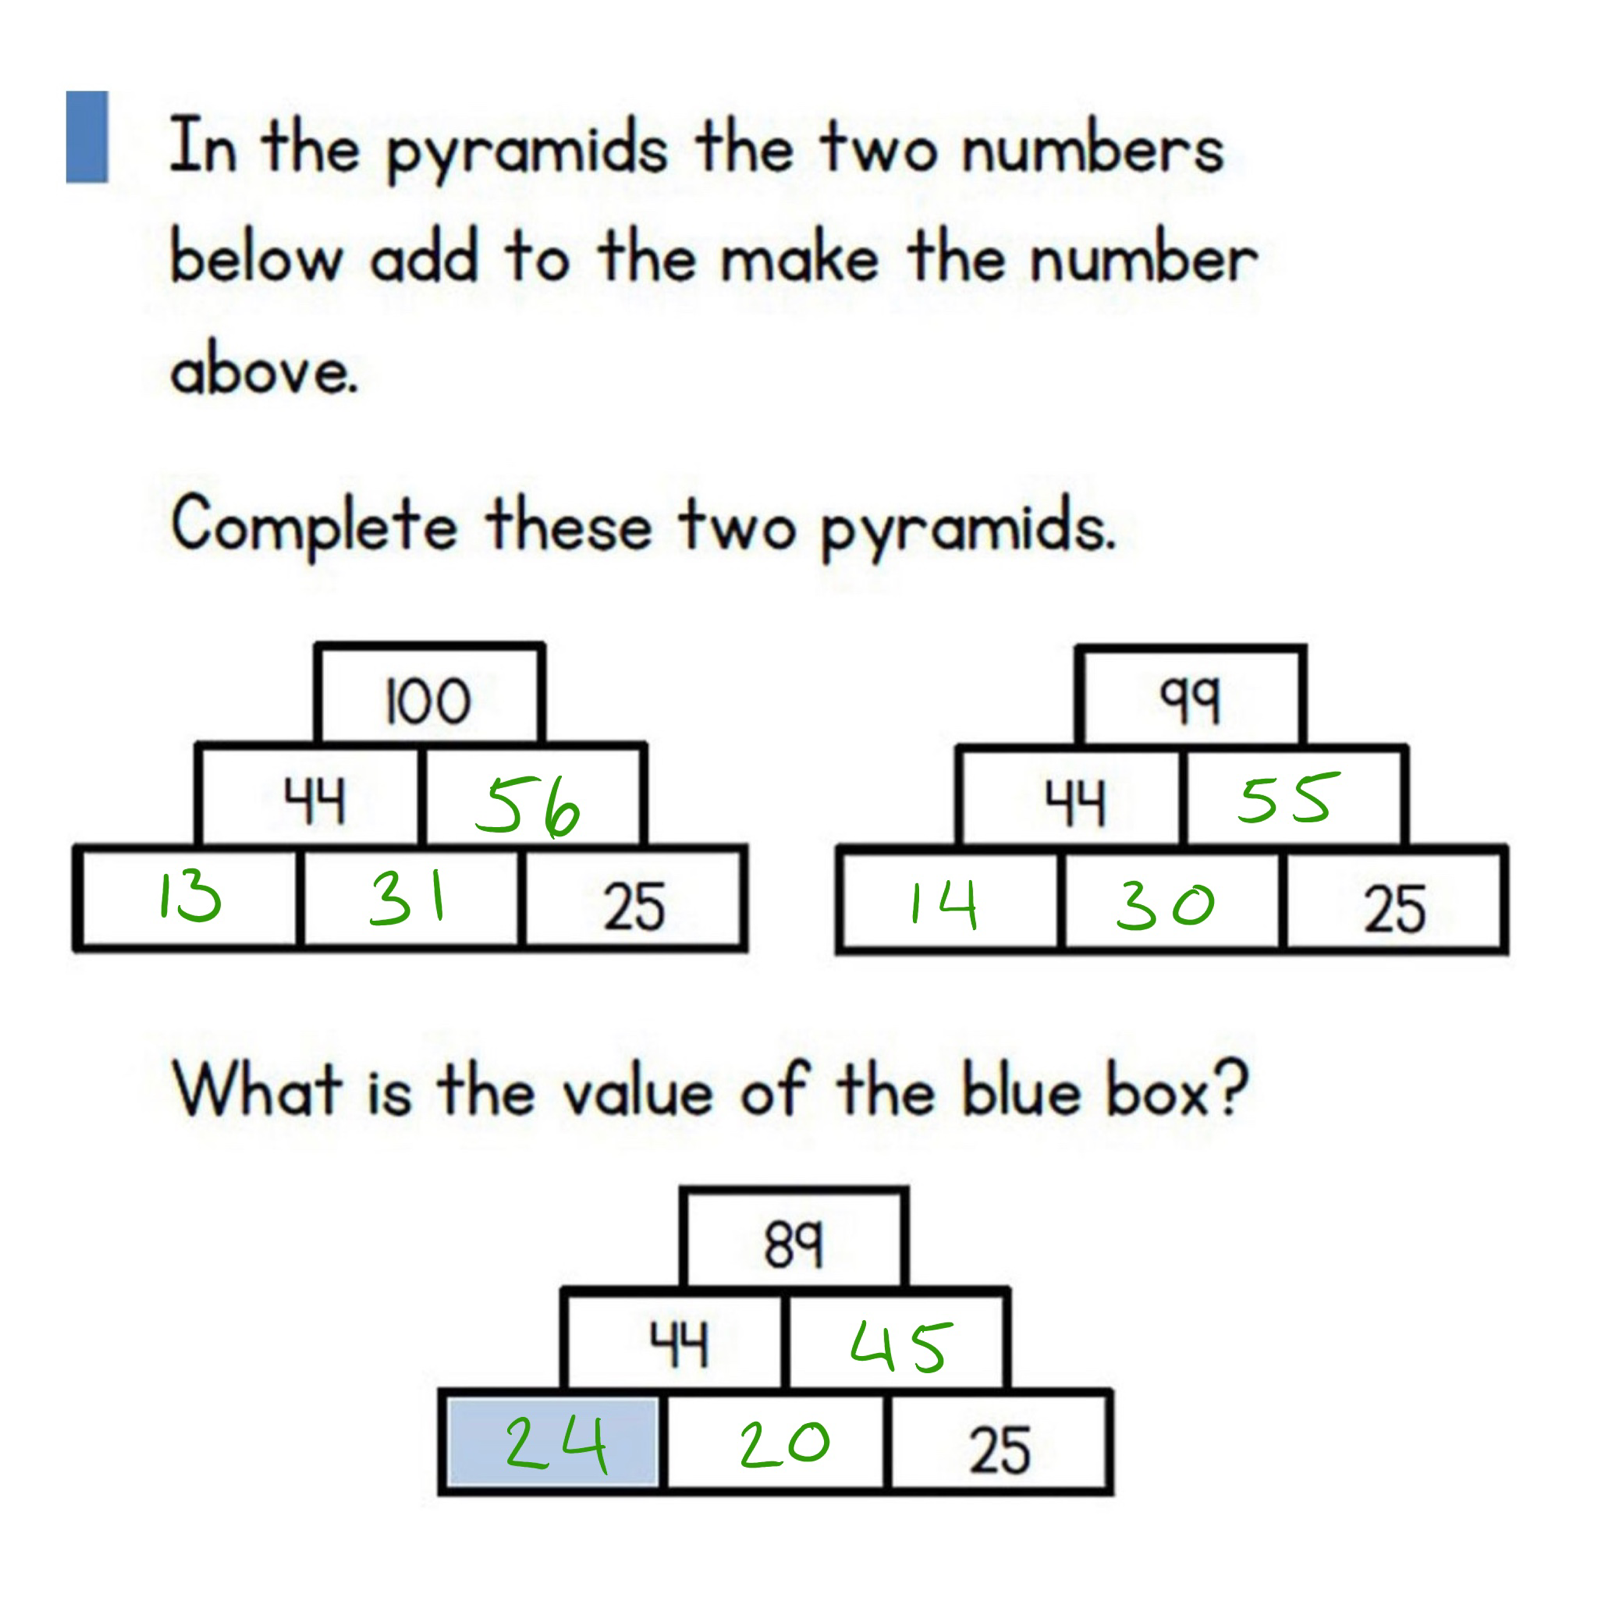 In the pyramids the two numbers
below add to the make the number
above.
Complete these two pyramids.
100
44 56
13 31 25
99
44 55
14 30 25
What is the value of the blue box?
89
44 45
24 20 25